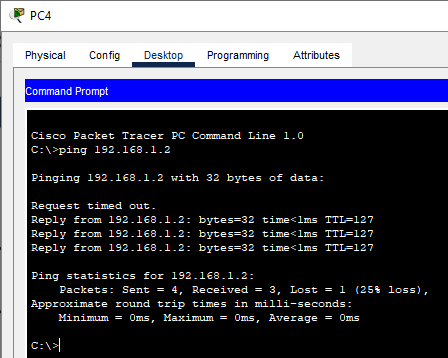 PC4
Physical Config Desktop Programming Attributes
Command Prompt
Cisco Packet Tracer PC Command Line 1.0
C:\>ping 192.168.1.2
Pinging 192.168.1.2 with 32 bytes of data:
Request timed out.
Reply from 192.168.1.2: bytes=32 time<1ms TTL=127
Reply from 192.168.1.2: bytes=32 time<1ms TTL=127
Reply from 192.168.1.2: bytes=32 time<1ms TTL=127
Ping statistics for 192.168.1.2:
Packets: Sent = 4, Received = 3, Lost = 1 (25% loss),
Approximate round trip times in milli-seconds:
Minimum = 0ms, Maximum = 0ms, Average = 0ms
C:\>